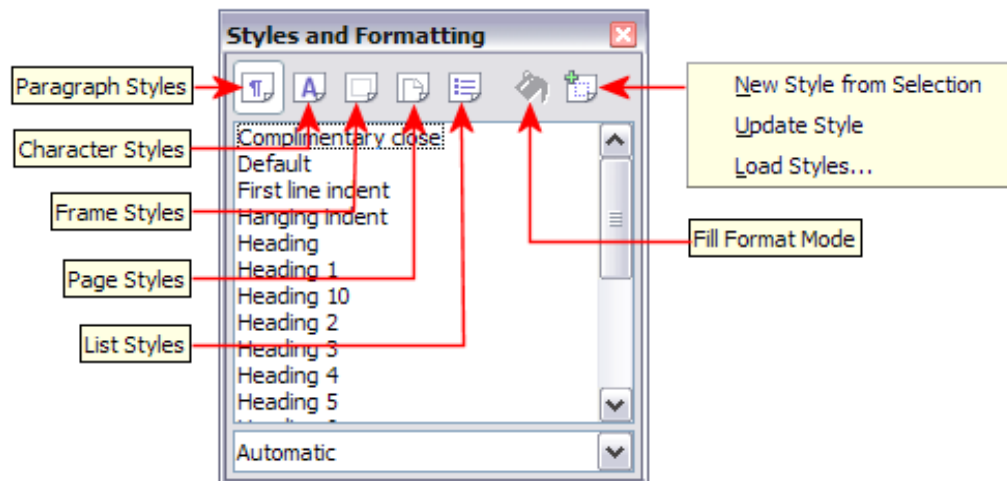 Styles and Formatting
Paragraph Styles
Character Styles
Frame Styles
Page Styles
List Styles
New Style from Selection
Update Style
Load Styles...
Fill Format Mode
Complimentary close
Default
First line indent
Hanging indent
Heading
Heading 1
Heading 10
Heading 2
Heading 3
Heading 4
Heading 5
Automatic